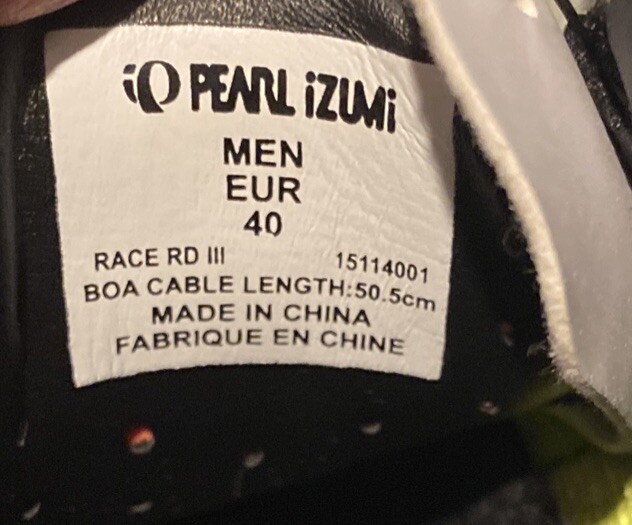 PEARL iZUMi
MEN
EUR
40
RACE RD III 15114001
BOA CABLE LENGTH:50.5cm
MADE IN CHINA
FABRIQUE EN CHINE